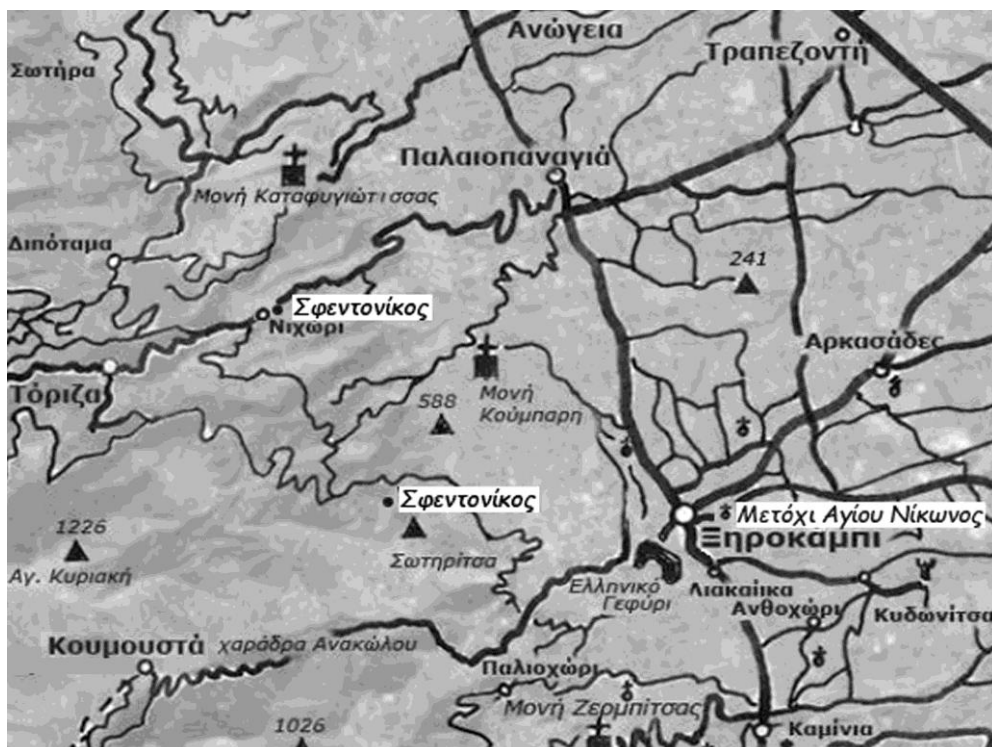 Ανώγεια
Τραπεζοντή
Σωτήρα
Παλαιοπαναγιά
Μονή Καταφυγιώτισσας
Διπόταμα
241
Σφεντονίκος
Νιχώρι
Αρκασάδες
Τόριζα
Μονή
Κούμπαρη
588
Σφεντονίκος
Μετόχι Αγίου Νίκωνος
Ξηροκάμπι
1226
Σωτηρίτσα
Αγ. Κυριακή
Ελληνικό
Γεφύρι
Λιακαίικα
Ανθοχώρι
Κυδωνίτσα
Κουμουστά
χαράδρα Ανακώλου
Παλιοχώρι
Μονή Ζερμπίτσας
1026
Καμίνια